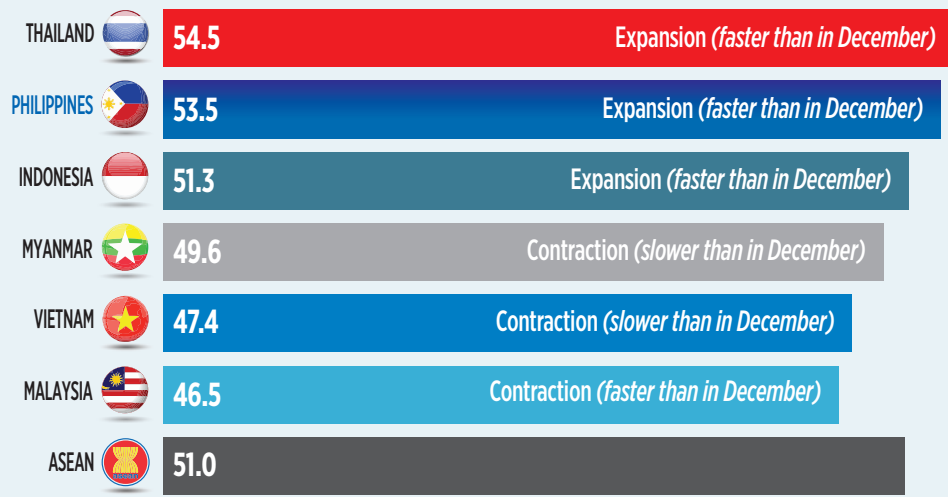 THAILAND 54.5 Expansion (faster than in December)
PHILIPPINES 53.5 Expansion (faster than in December)
INDONESIA 51.3 Expansion (faster than in December)
MYANMAR 49.6 Contraction (slower than in December)
VIETNAM 47.4 Contraction (slower than in December)
MALAYSIA 46.5 Contraction (faster than in December)
ASEAN 51.0